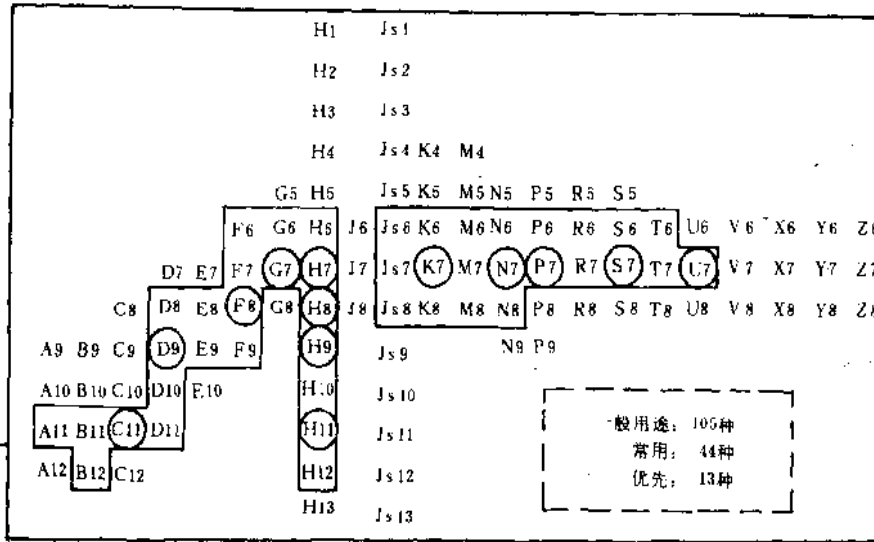 H1 Js1
H2 Js2
H3 Js3
H4 Js4 K4 M4
G5 H5 Js5 K5 M5 N5 P5 R5 S5
F6 G6 H6 J6 Js6 K6 M6 N6 P6 R6 S6 T6 U6 V6 X6 Y6 Z6
D7 E7 F7 G7 H7 J7 Js7 K7 M7 N7 P7 R7 S7 T7 U7 V7 X7 Y7 Z7
C8 D8 E8 F8 G8 H8 J8 Js8 K8 M8 N8 P8 R8 S8 T8 U8 V8 X8 Y8 Z8
A9 B9 C9 D9 E9 F9 H9 Js9 N9 P9
A10 B10 C10 D10 E10 H10 Js10
A11 B11 C11 D11 H11 Js11
A12 B12 C12 H12 Js12
H13 Js13
一般用途：105种
常用：44种
优先：13种